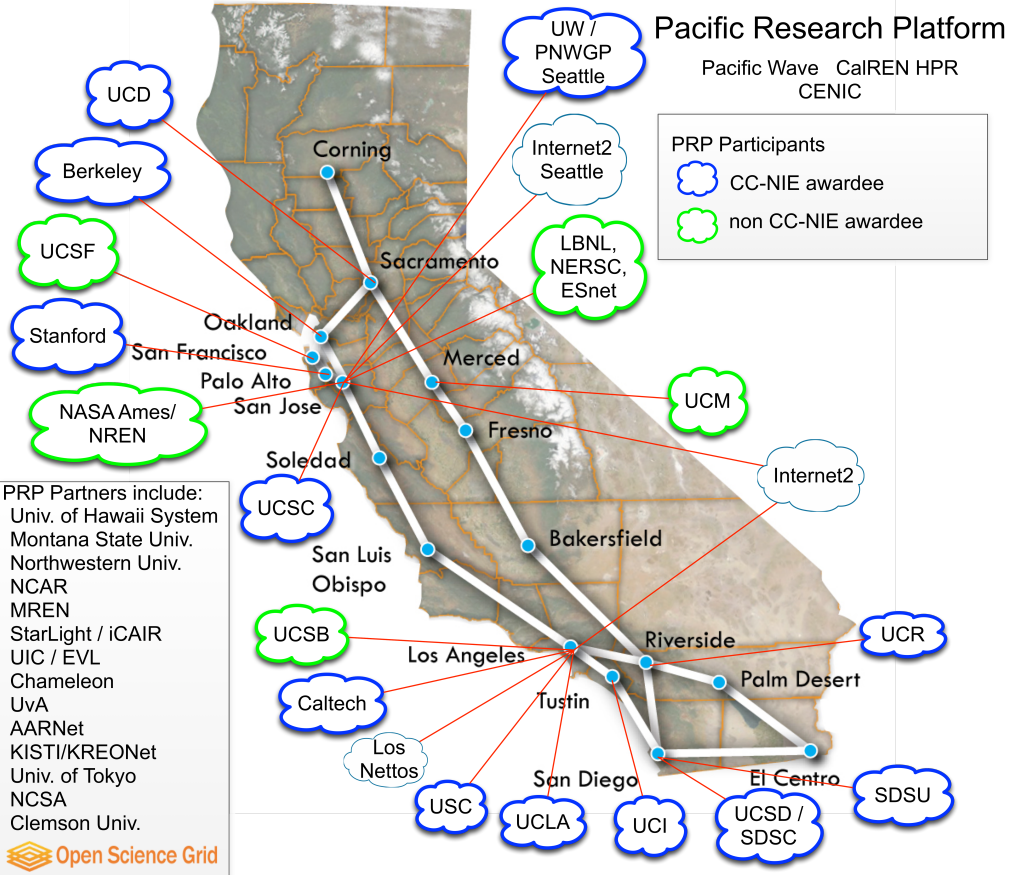 Pacific Research Platform
Pacific Wave CalREN HPR
CENIC
PRP Participants
CC-NIE awardee
non CC-NIE awardee
UW /
PNWGP
Seattle
UCD
Internet2
Seattle
Berkeley
Corning
LBNL,
NERSC,
ESnet
UCSF
Sacramento
Stanford
Oakland
San Francisco
Merced
Palo Alto
San Jose
NASA Ames/
NREN
UCM
Fresno
Soledad
Internet2
UCSC
Bakersfield
San Luis
Obispo
UCSB
Riverside
UCR
Los Angeles
Palm Desert
Caltech
Tustin
Los
Nettos
San Diego
El Centro
USC
UCLA
UCI
UCSD /
SDSC
SDSU
PRP Partners include:
Univ. of Hawaii System
Montana State Univ.
Northwestern Univ.
NCAR
MREN
StarLight / iCAIR
UIC / EVL
Chameleon
UvA
AARNet
KISTI/KREONet
Univ. of Tokyo
NCSA
Clemson Univ.
Open Science Grid